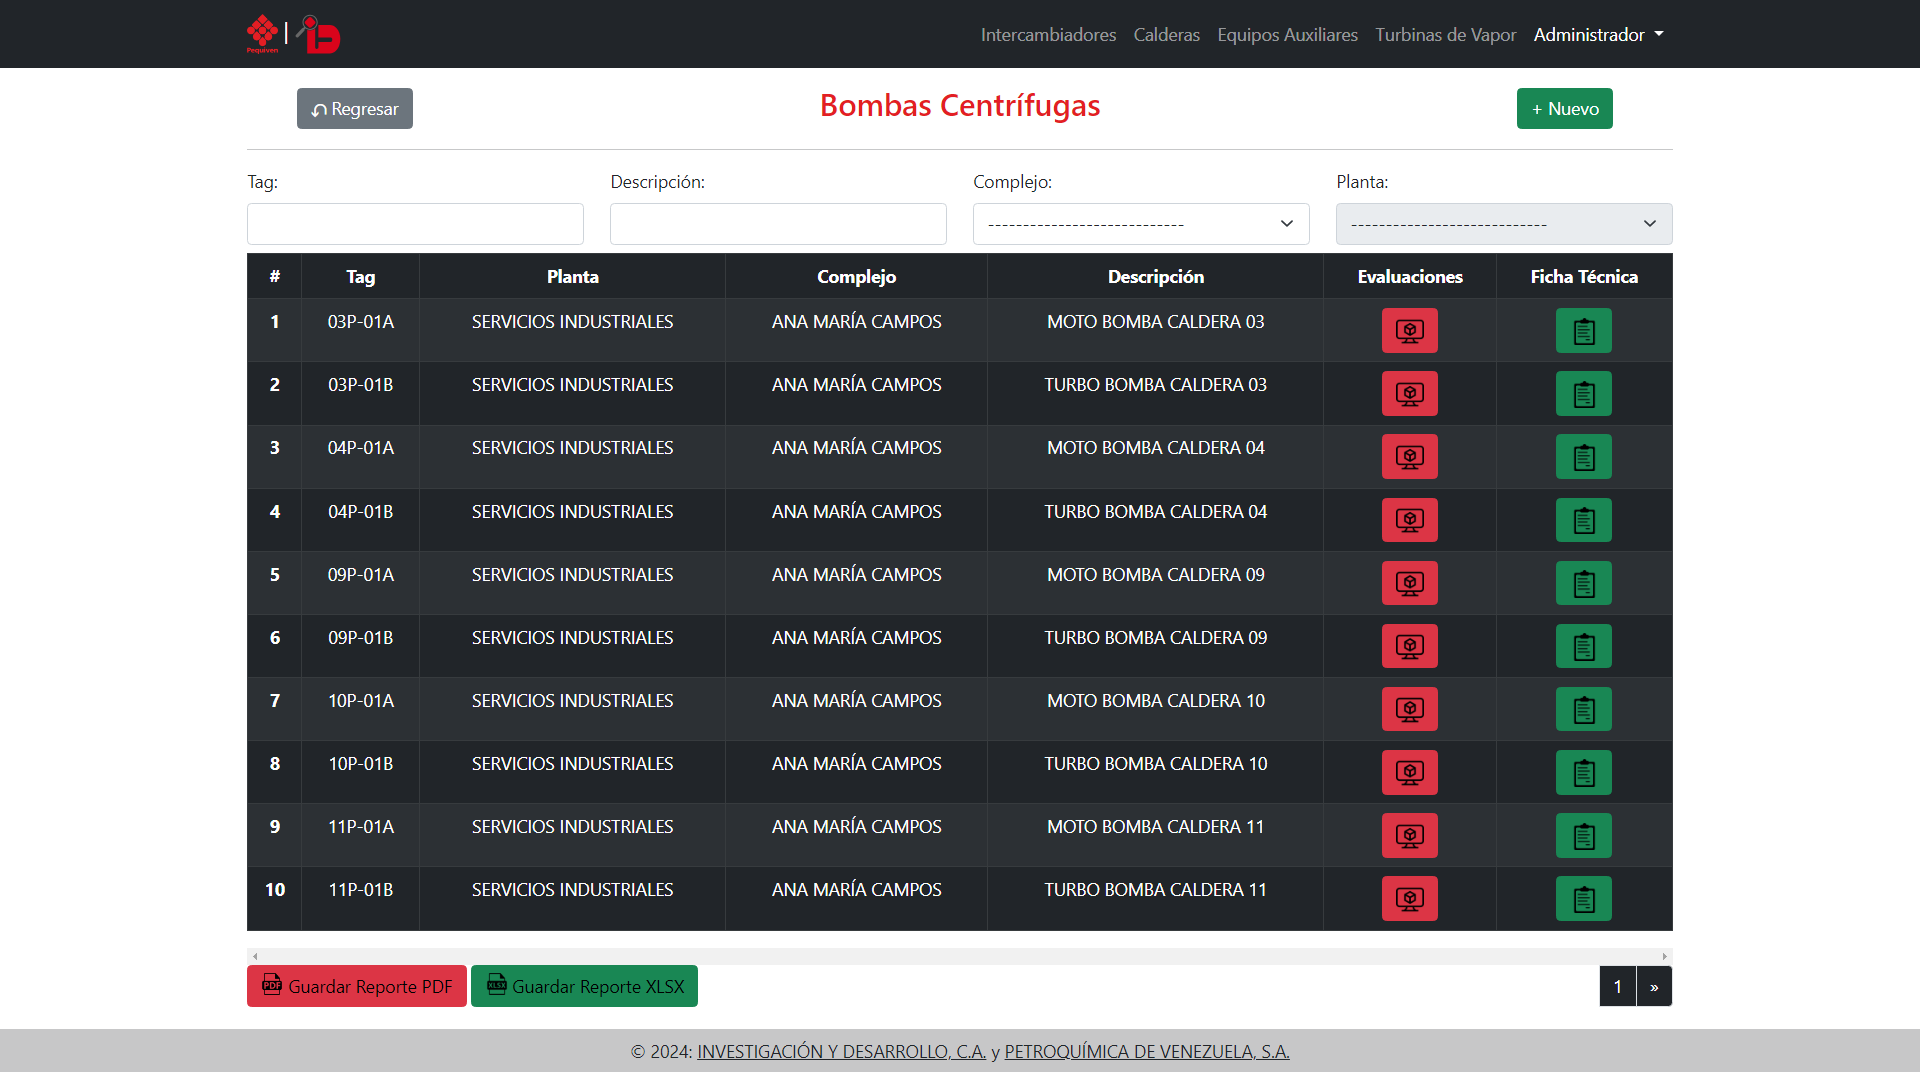 Pequiven | Intercambiadores Calderas Equipos Auxiliares Turbinas de Vapor Administrador
Regresar Bombas Centrífugas + Nuevo
Tag: Descripción: Complejo: Planta:
---------------------------- ----------------------------
# Tag Planta Complejo Descripción Evaluaciones Ficha Técnica
1 03P-01A SERVICIOS INDUSTRIALES ANA MARÍA CAMPOS MOTO BOMBA CALDERA 03
2 03P-01B SERVICIOS INDUSTRIALES ANA MARÍA CAMPOS TURBO BOMBA CALDERA 03
3 04P-01A SERVICIOS INDUSTRIALES ANA MARÍA CAMPOS MOTO BOMBA CALDERA 04
4 04P-01B SERVICIOS INDUSTRIALES ANA MARÍA CAMPOS TURBO BOMBA CALDERA 04
5 09P-01A SERVICIOS INDUSTRIALES ANA MARÍA CAMPOS MOTO BOMBA CALDERA 09
6 09P-01B SERVICIOS INDUSTRIALES ANA MARÍA CAMPOS TURBO BOMBA CALDERA 09
7 10P-01A SERVICIOS INDUSTRIALES ANA MARÍA CAMPOS MOTO BOMBA CALDERA 10
8 10P-01B SERVICIOS INDUSTRIALES ANA MARÍA CAMPOS TURBO BOMBA CALDERA 10
9 11P-01A SERVICIOS INDUSTRIALES ANA MARÍA CAMPOS MOTO BOMBA CALDERA 11
10 11P-01B SERVICIOS INDUSTRIALES ANA MARÍA CAMPOS TURBO BOMBA CALDERA 11
PDF Guardar Reporte PDF XLSX Guardar Reporte XLSX 1 »
© 2024: INVESTIGACIÓN Y DESARROLLO, C.A. y PETROQUÍMICA DE VENEZUELA, S.A.